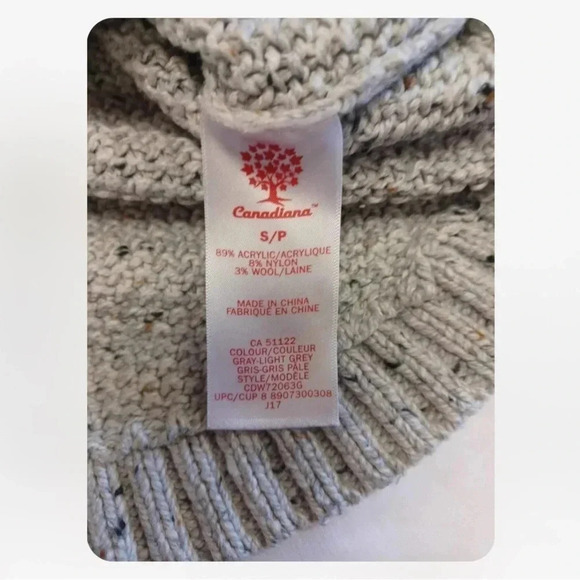 Canadiana™
S/P
89% ACRYLIC/ACRYLIQUE
8% NYLON
3% WOOL/LAINE
MADE IN CHINA
FABRIQUÉ EN CHINE
CA 51122
COLOUR/COULEUR
GRAY-LIGHT GREY
GRIS-GRIS PÂLE
STYLE/MODÈLE
CDW72063G
UPC/CUP 8 8907300308
J17